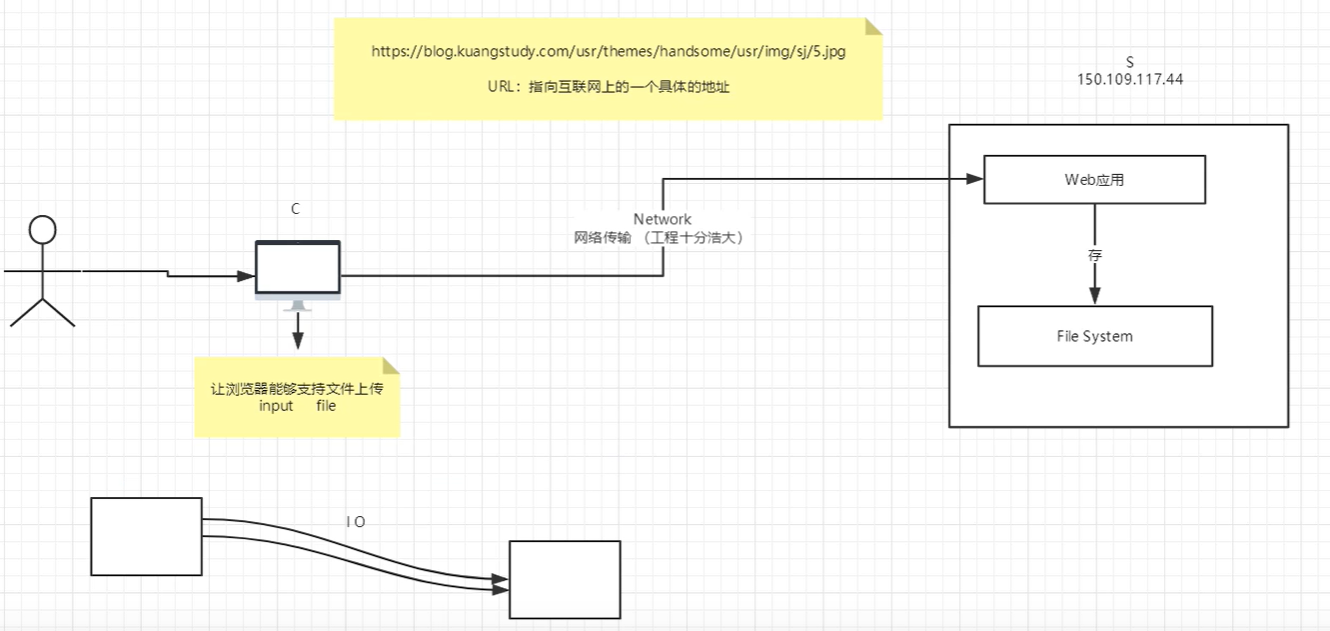 https://blog.kuangstudy.com/usr/themes/handsome/usr/img/sj/5.jpg
URL：指向互联网上的一个具体的地址
S
150.109.117.44
Web应用
C
Network
网络传输 （工程十分浩大）
存
File System
让浏览器能够支持文件上传
input file
I O